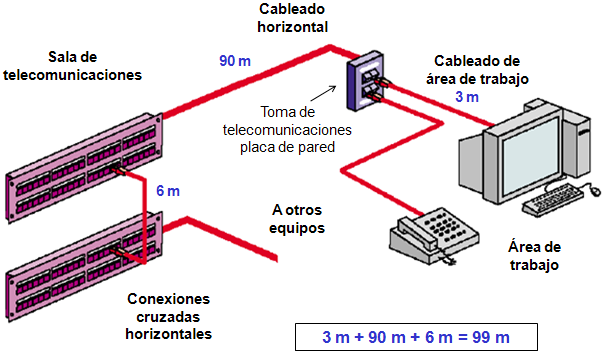 Cableado
horizontal
Sala de
telecomunicaciones
90 m
Cableado de
área de trabajo
3 m
Toma de
telecomunicaciones
placa de pared
6 m
A otros
equipos
Área de
trabajo
Conexiones
cruzadas
horizontales
3 m + 90 m + 6 m = 99 m